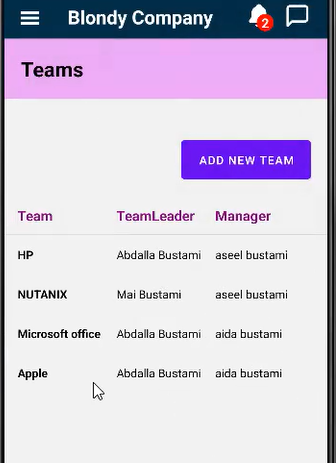 Blondy Company
2
Teams
ADD NEW TEAM
Team TeamLeader Manager
HP Abdalla Bustami aseel bustami
NUTANIX Mai Bustami aseel bustami
Microsoft office Abdalla Bustami aida bustami
Apple Abdalla Bustami aida bustami